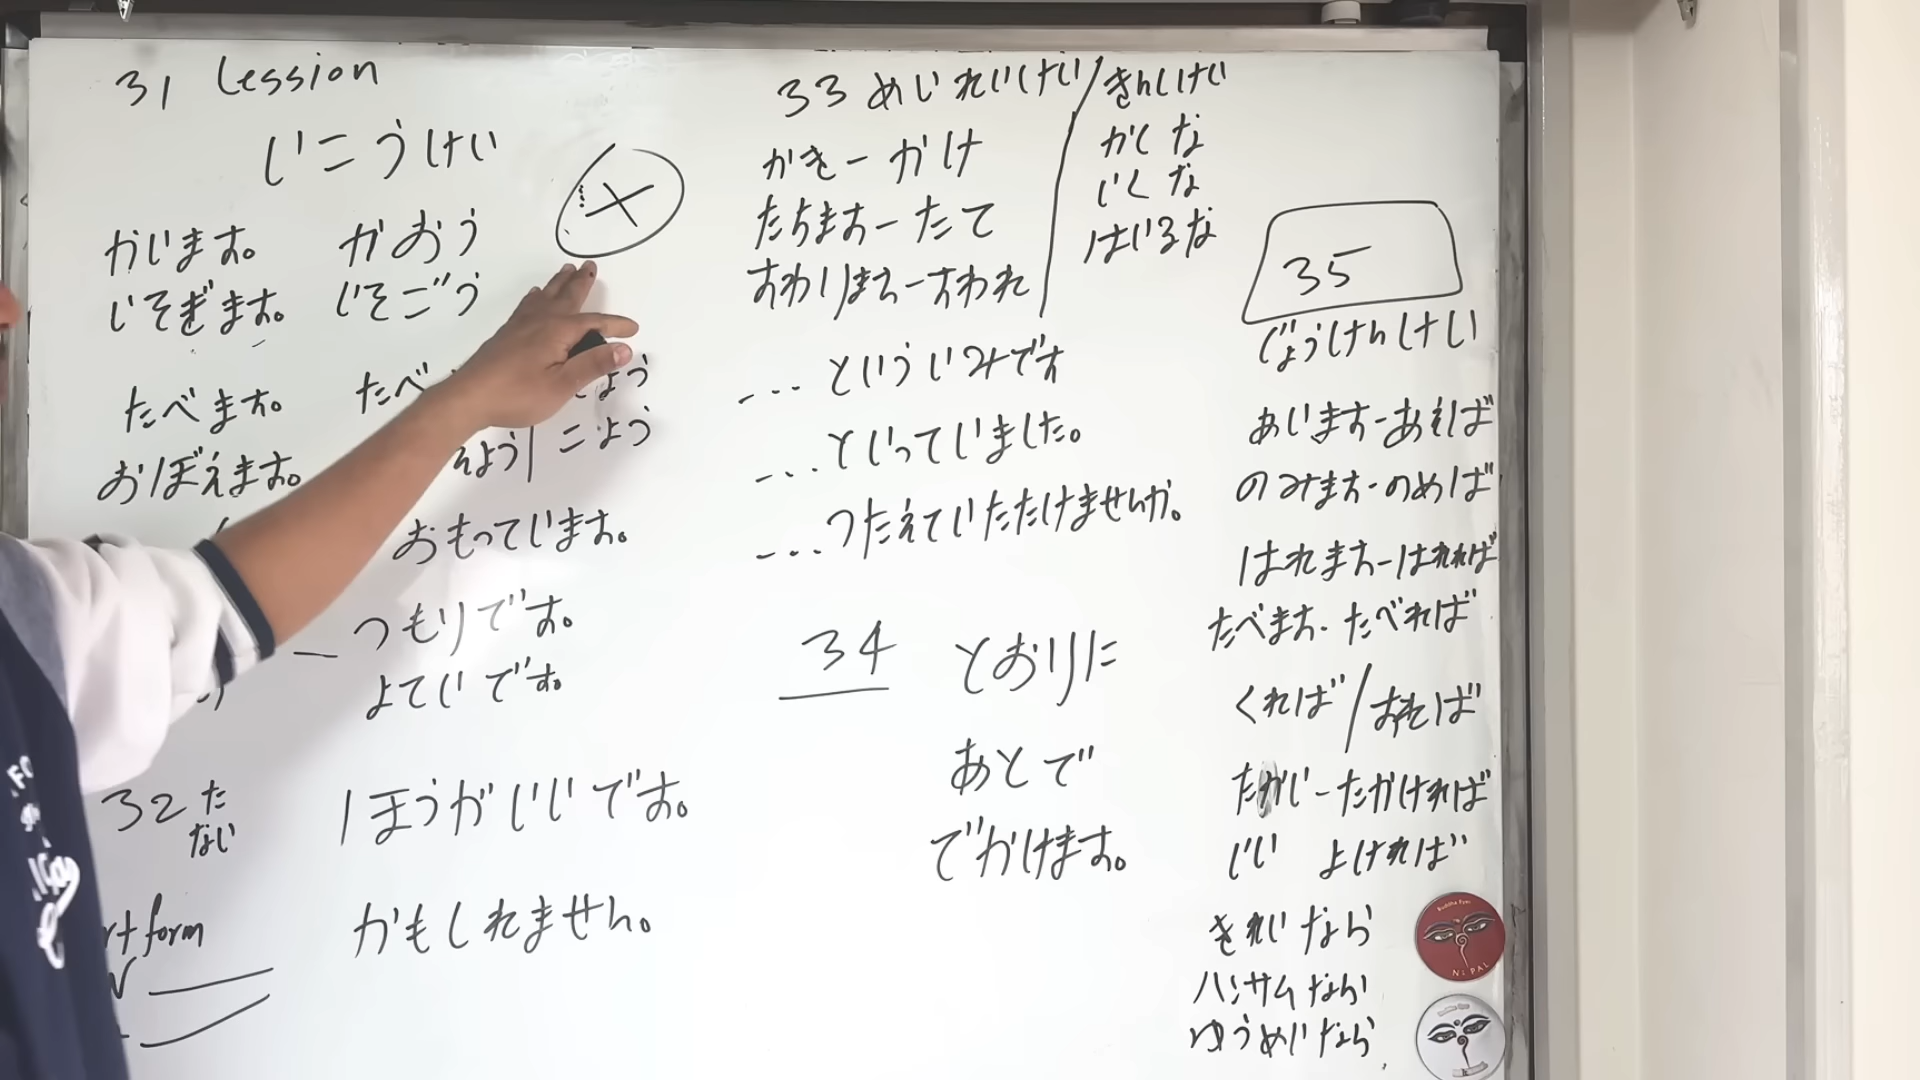 31 Lession
いこうけい
かいます。 かおう
いそぎます。 いそごう
たべます。 たべ よう
おぼえます。 よう/こよう
おもっています。
つもりです。
よていです。
32 た
ない
ほうがいいです。
form
かもしれません。
33 めいれいけい/きんしけい
かきーかけ
たちますーたて
すわりますーすわれ
かくな
いくな
はいるな
...といういみです
...といっていました。
...つたえていただけませんか。
34 とおりに
あとで
でかけます。
35
じょうけんけい
あいますーあえば
のみます-のめば
はれますーはれれば
たべます-たべれば
くれば/すれば
たかい-たかければ
いい よければ
きれいなら
ハンサムなら
ゆうめいなら
NEPAL